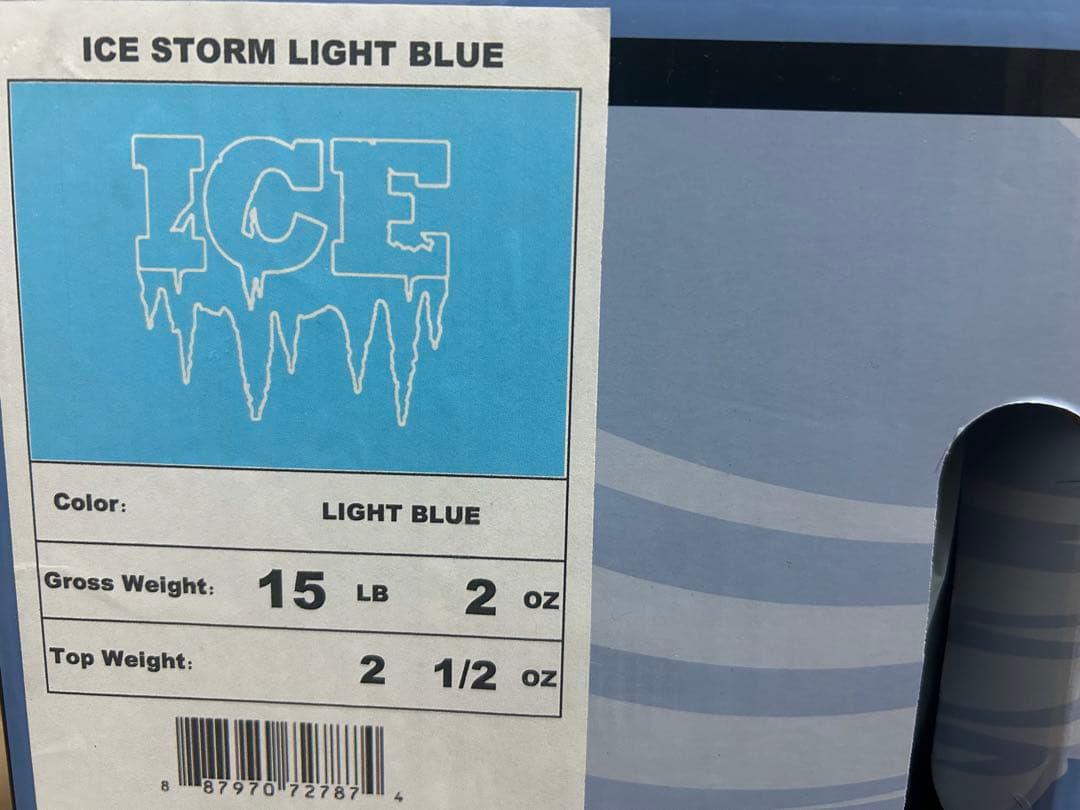 ICE STORM LIGHT BLUE
ICE
Color: LIGHT BLUE
Gross Weight: 15 LB 2 oz
Top Weight: 2 1/2 oz
8 87970 72787 4